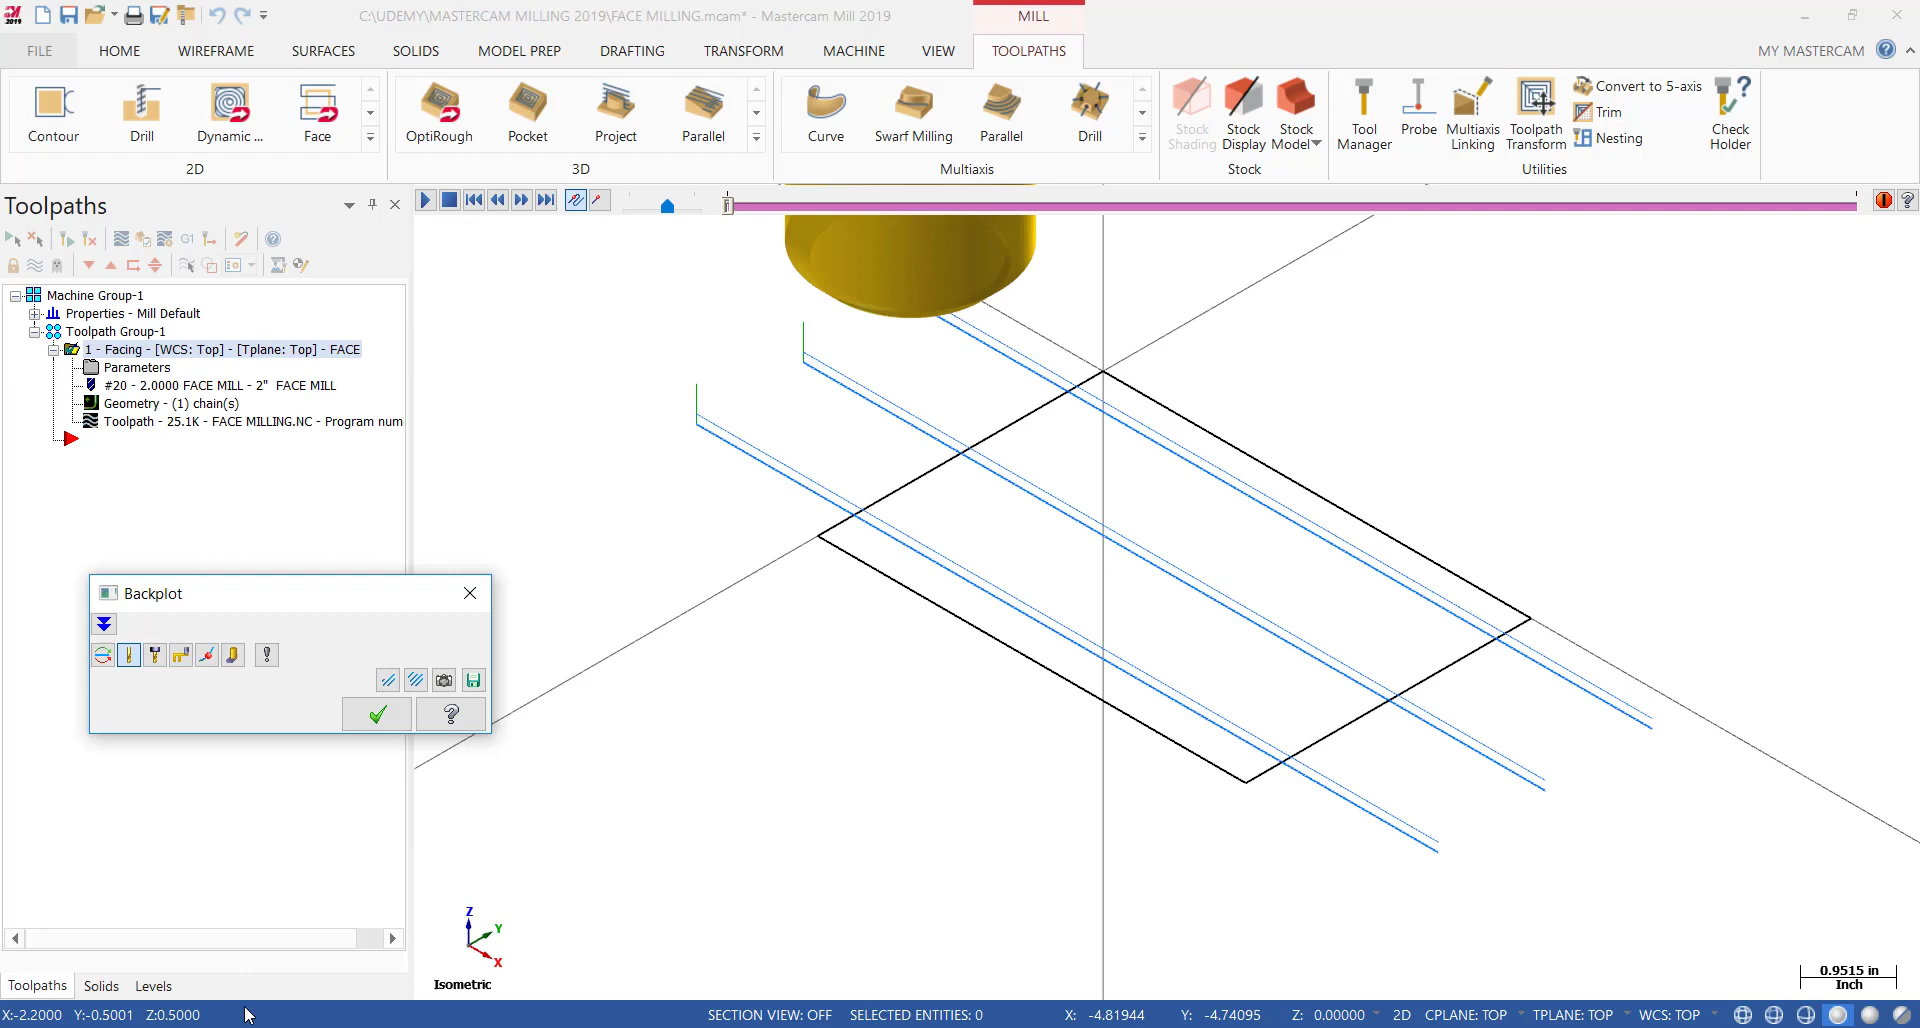 2019
C:\UDEMY\MASTERCAM MILLING 2019\FACE MILLING.mcam* - Mastercam Mill 2019
MILL
FILE HOME WIREFRAME SURFACES SOLIDS MODEL PREP DRAFTING TRANSFORM MACHINE VIEW TOOLPATHS MY MASTERCAM
Contour Drill Dynamic ... Face
2D
OptiRough Pocket Project Parallel
3D
Curve Swarf Milling Parallel Drill
Multiaxis
Stock Shading
Stock Display
Stock Model
Stock
Tool Manager
Probe
Multiaxis Linking
Toolpath Transform
Convert to 5-axis
Trim
Nesting
Check Holder
Utilities
Toolpaths
G1
Machine Group-1
Properties - Mill Default
Toolpath Group-1
1 - Facing - [WCS: Top] - [Tplane: Top] - FACE
Parameters
#20 - 2.0000 FACE MILL - 2" FACE MILL
Geometry - (1) chain(s)
Toolpath - 25.1K - FACE MILLING.NC - Program num
Backplot
Z
Y
X
Isometric
0.9515 in
Inch
Toolpaths Solids Levels
X:-2.2000 Y:-0.5001 Z:0.5000 SECTION VIEW: OFF SELECTED ENTITIES: 0 X: -4.81944 Y: -4.74095 Z: 0.00000 2D CPLANE: TOP TPLANE: TOP WCS: TOP